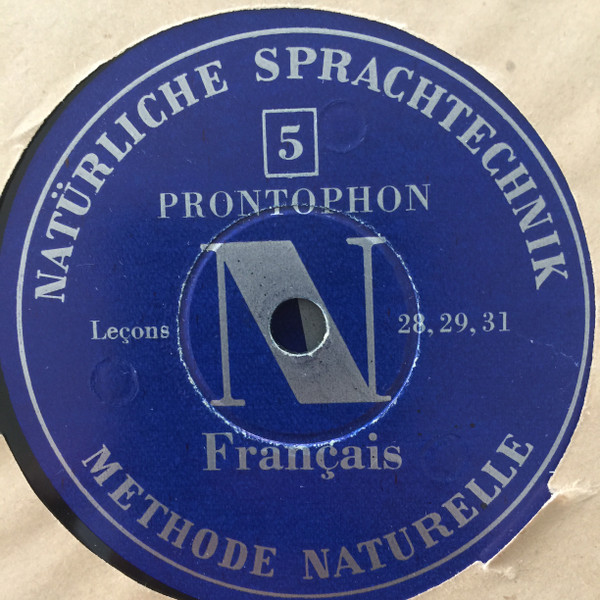 NATÜRLICHE SPRACHTECHNIK
5
PRONTOPHON
N
Leçons 28, 29, 31
Français
METHODE NATURELLE